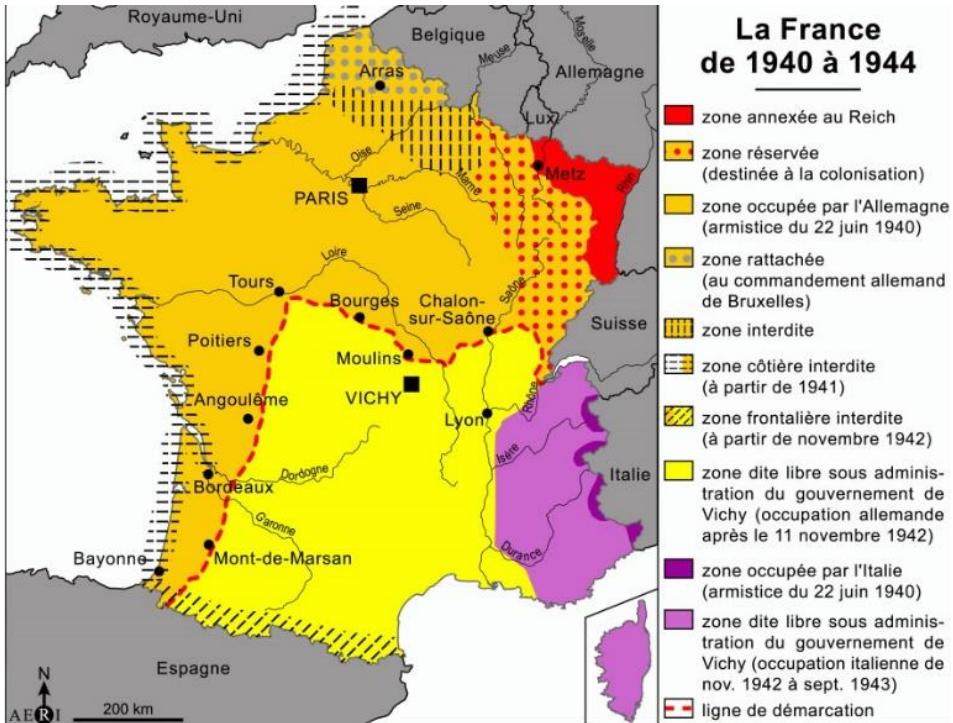 Royaume-Uni
Belgique
Meuse
Moselle
Allemagne
Arras
Lux
Oise
Marne
Metz
Rhin
PARIS
Seine
Loire
Tours
Bourges
Chalon-
sur-Saône
Saône
Suisse
Poitiers
Moulins
VICHY
Angoulême
Lyon
Rhône
Isère
Dordogne
Italie
Bordeaux
Garonne
Durance
Bayonne
Mont-de-Marsan
Espagne
N
AERI
200 km
La France
de 1940 à 1944
zone annexée au Reich
zone réservée
(destinée à la colonisation)
zone occupée par l'Allemagne
(armistice du 22 juin 1940)
zone rattachée
(au commandement allemand
de Bruxelles)
zone interdite
zone côtière interdite
(à partir de 1941)
zone frontalière interdite
(à partir de novembre 1942)
zone dite libre sous adminis-
tration du gouvernement de
Vichy (occupation allemande
après le 11 novembre 1942)
zone occupée par l'Italie
(armistice du 22 juin 1940)
zone dite libre sous adminis-
tration du gouvernement de
Vichy (occupation italienne de
nov. 1942 à sept. 1943)
ligne de démarcation